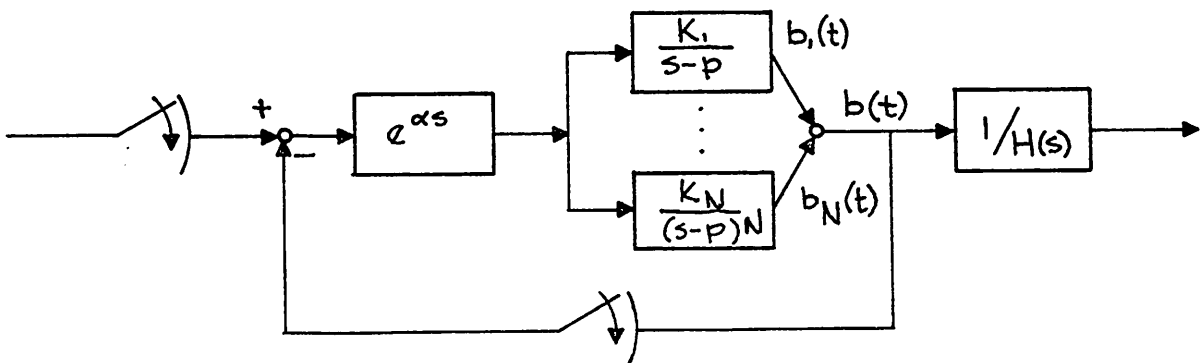 K₁
s-p
b₁(t)
+
-
e^αs
b(t)
1/H(s)
K_N
(s-p)N
b_N(t)